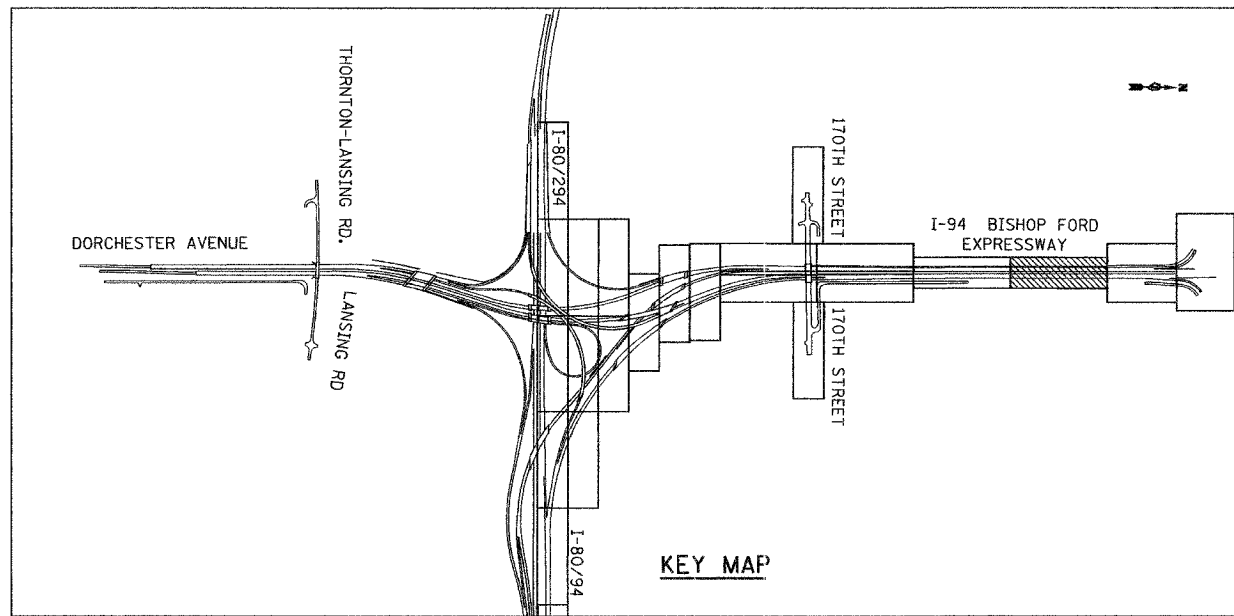 THORNTON-LANSING RD.
DORCHESTER AVENUE
LANSING RD
I-80/294
I-80/94
170TH STREET
170TH STREET
I-94 BISHOP FORD
EXPRESSWAY
N
KEY MAP